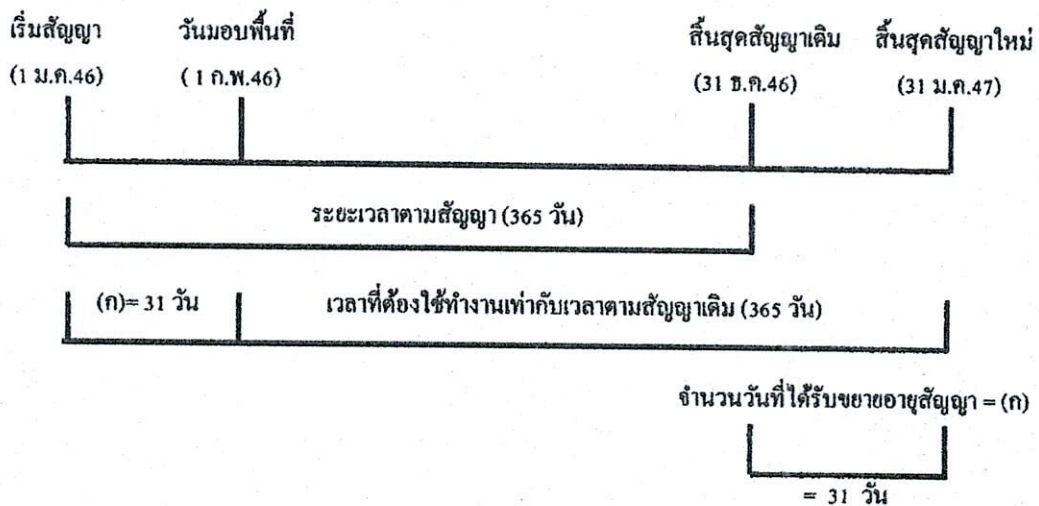 เริ่มสัญญา วันมอบพื้นที่ สิ้นสุดสัญญาเดิม สิ้นสุดสัญญาใหม่
(1 ม.ค.46) ( 1 ก.พ.46) (31 ธ.ค.46) (31 ม.ค.47)
ระยะเวลาตามสัญญา (365 วัน)
(ก)= 31 วัน เวลาที่ต้องใช้ทำงานเท่ากับเวลาตามสัญญาเดิม (365 วัน)
จำนวนวันที่ได้รับขยายอายุสัญญา = (ก)
= 31 วัน